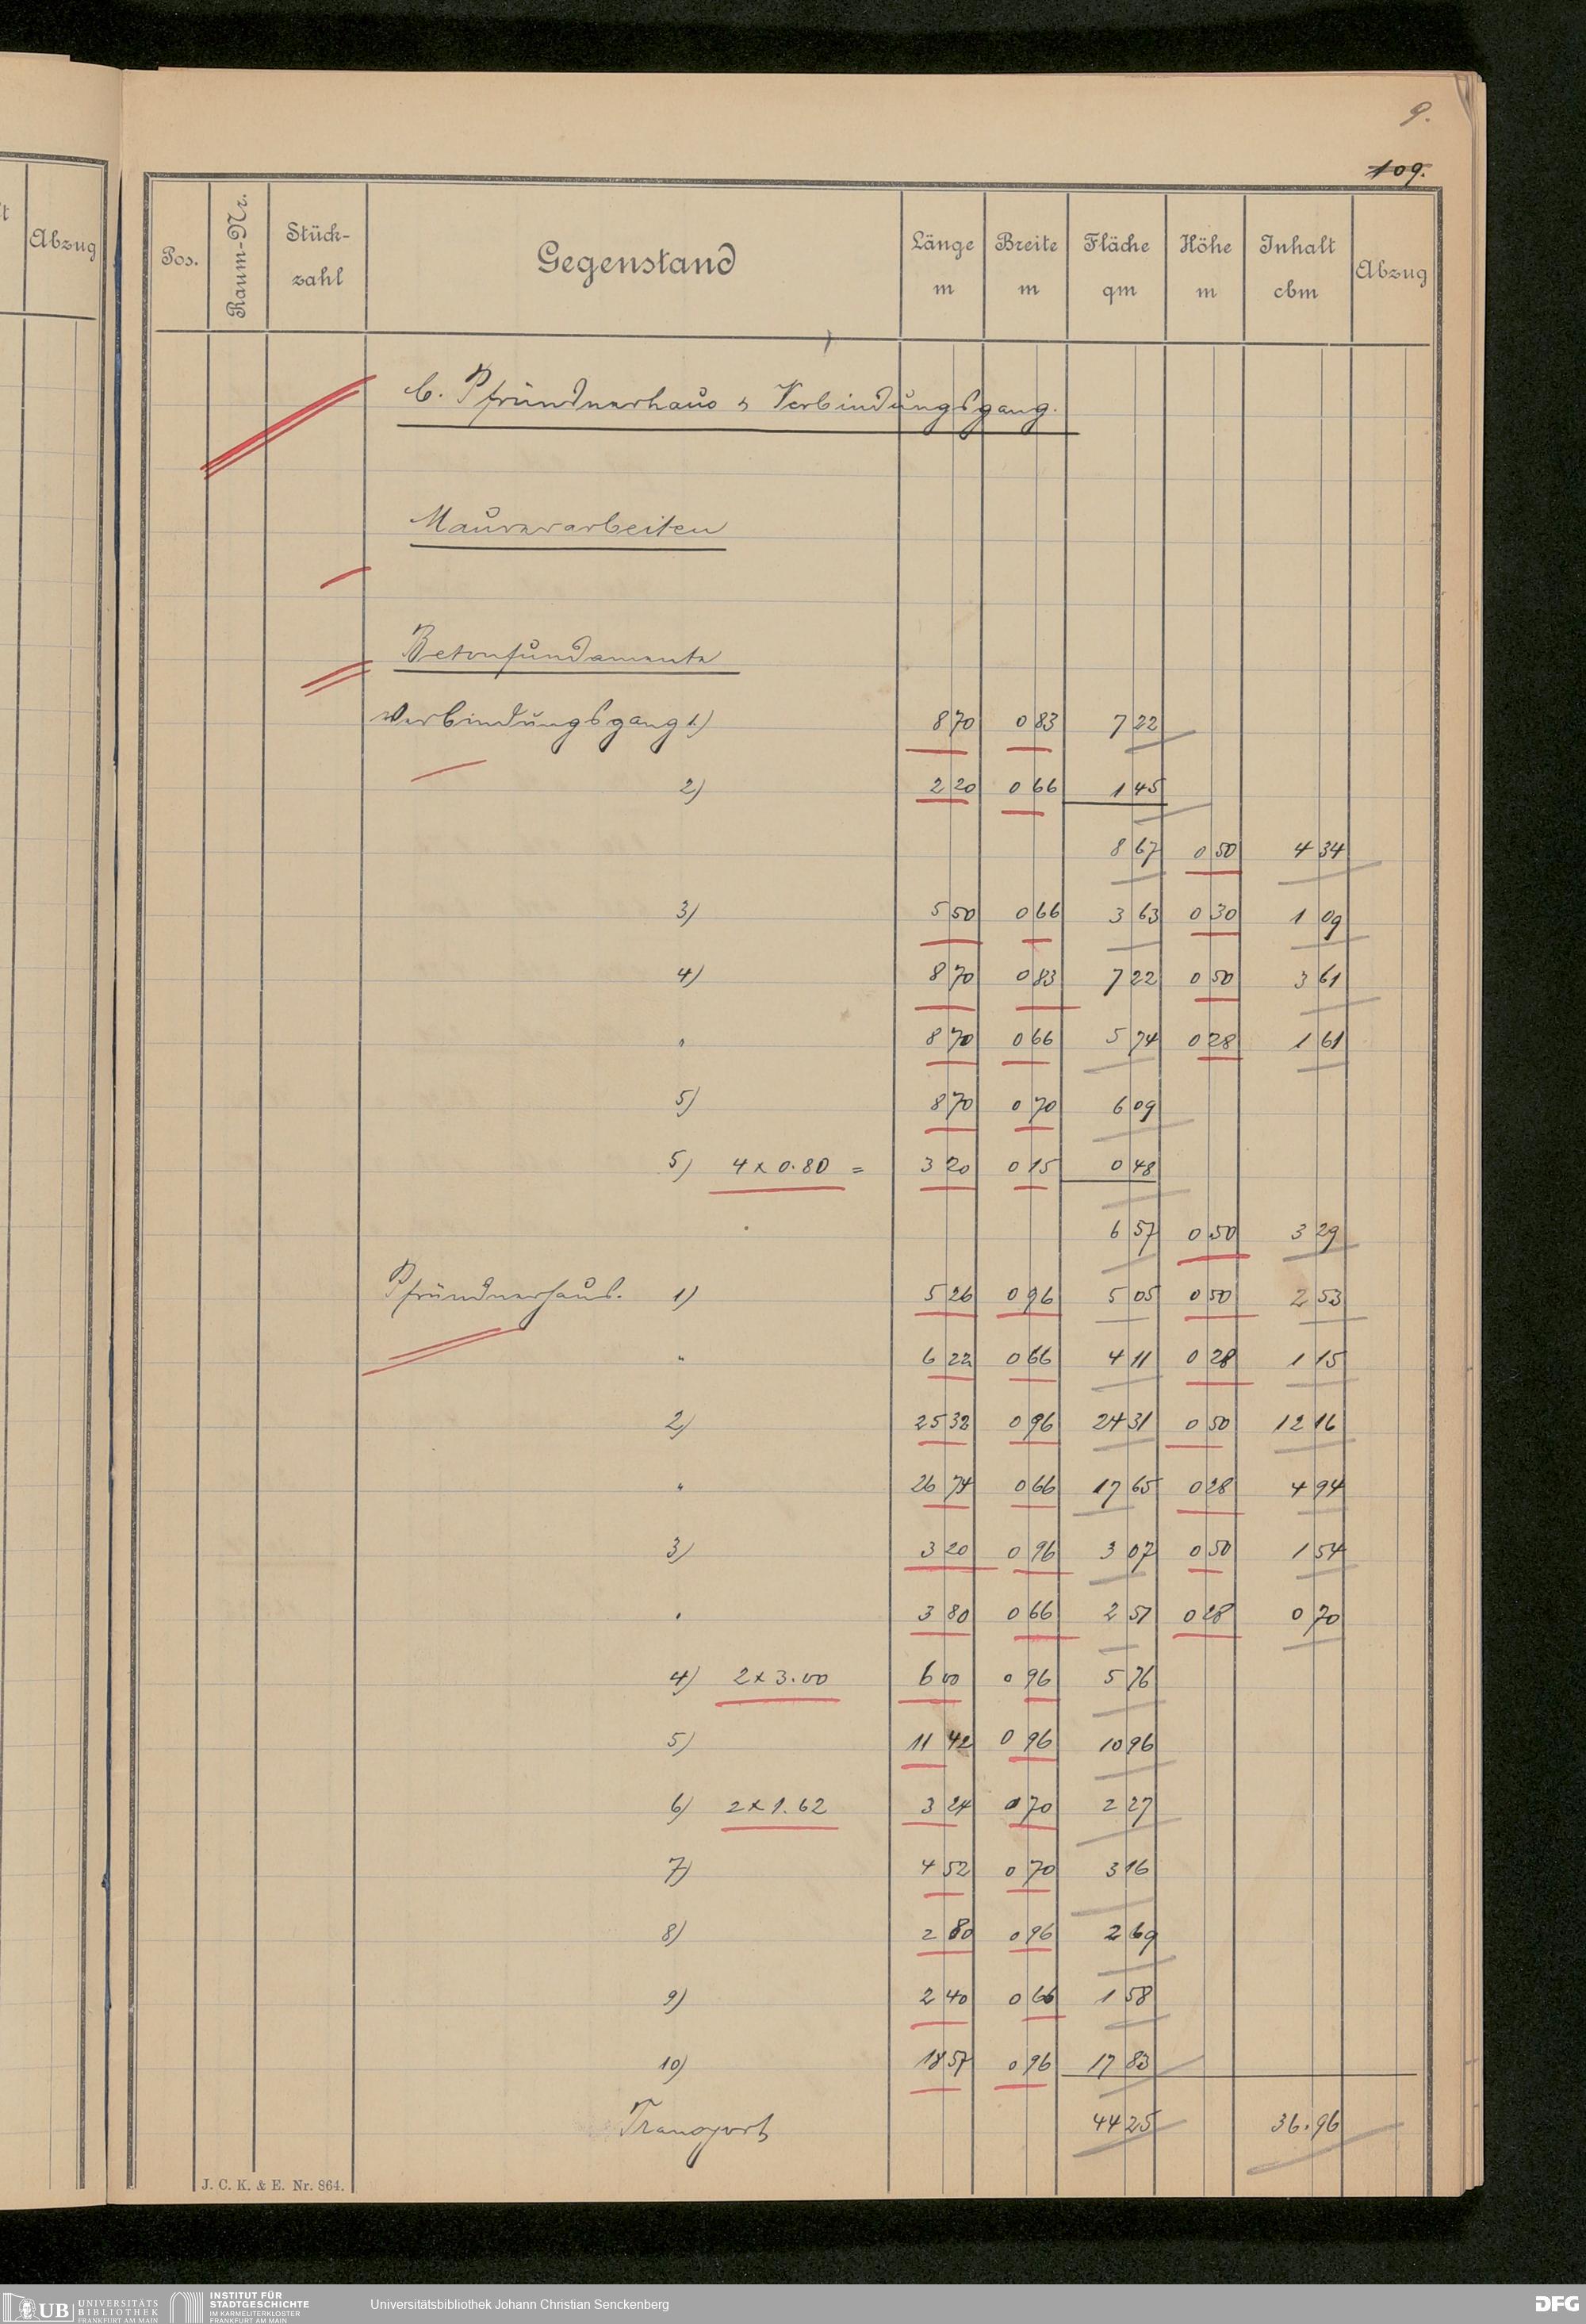 9.
109.
Abzug
Pos.
Raum-Nr.
Stück-
zahl
Gegenstand
Länge
m
Breite
m
Fläche
qm
Höhe
m
Inhalt
cbm
Abzug
Pfründnerhaus & Verbindungsgang.
Maurerarbeiten
Betonfundamente
Verbindungsgang 1.) 8 70 0 83 7 22
2) 2 20 0 66 1 45
8 67 0 50 4 34
3) 5 50 0 66 3 63 0 30 1 09
4) 8 70 0 83 7 22 0 50 3 61
" 8 70 0 66 5 74 0 28 1 61
5) 8 70 0 70 6 09
5) 4 x 0.80 = 3 20 0 15 0 48
6 57 0 50 3 29
Pfründnerhaus. 1) 5 26 0 96 5 05 0 50 2 53
" 6 22 0 66 4 11 0 28 1 15
2) 25 32 0 96 24 31 0 50 12 16
" 26 74 0 66 17 65 0 28 4 94
3) 3 20 0 96 3 07 0 50 1 54
" 3 80 0 66 2 51 0 28 0 70
4) 2 x 3.00 6 00 0 96 5 76
5) 11 42 0 96 10 96
6) 2 x 1.62 3 24 0 70 2 27
7) 4 52 0 70 3 16
8) 2 80 0 96 2 69
9) 2 40 0 66 1 58
10) 18 57 0 96 17 83
Transport 44 25 36.96
J. C. K. & E. Nr. 864.
UB UNIVERSITÄTS
BIBLIOTHEK
FRANKFURT AM MAIN
INSTITUT FÜR
STADTGESCHICHTE
IM KARMELITERKLOSTER
FRANKFURT AM MAIN
Universitätsbibliothek Johann Christian Senckenberg
DFG